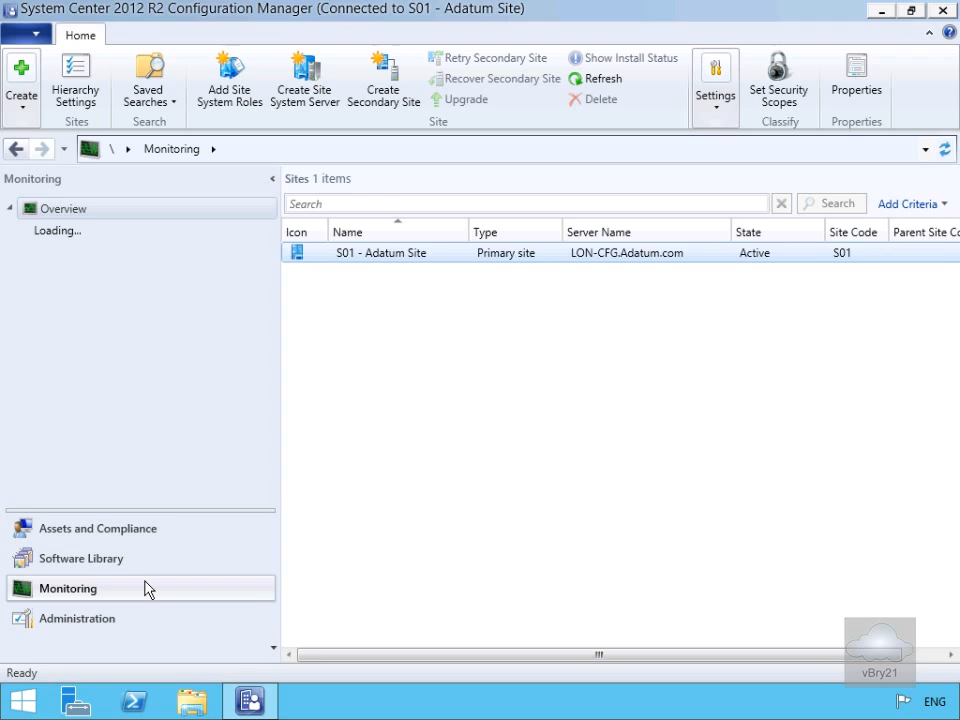 System Center 2012 R2 Configuration Manager (Connected to S01 - Adatum Site)
Home
Create
Hierarchy Settings
Sites
Saved Searches
Search
Add Site System Roles
Create Site System Server
Create Secondary Site
Retry Secondary Site
Recover Secondary Site
Upgrade
Show Install Status
Refresh
Delete
Site
Settings
Set Security Scopes
Classify
Properties
Properties
\ Monitoring
Monitoring
Overview
Loading...
Sites 1 items
Search
Search
Add Criteria
Icon Name Type Server Name State Site Code Parent Site Co
S01 - Adatum Site Primary site LON-CFG.Adatum.com Active S01
Assets and Compliance
Software Library
Monitoring
Administration
Ready
vBry21
ENG